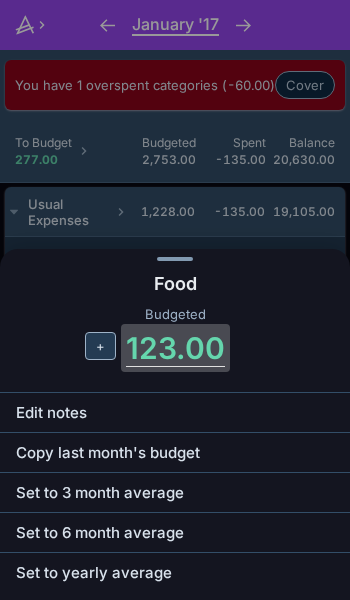 January '17
You have 1 overspent categories (-60.00) Cover
To Budget Budgeted Spent Balance
277.00 2,753.00 -135.00 20,630.00
Usual Expenses 1,228.00 -135.00 19,105.00
Food
Budgeted
+ 123.00
Edit notes
Copy last month's budget
Set to 3 month average
Set to 6 month average
Set to yearly average